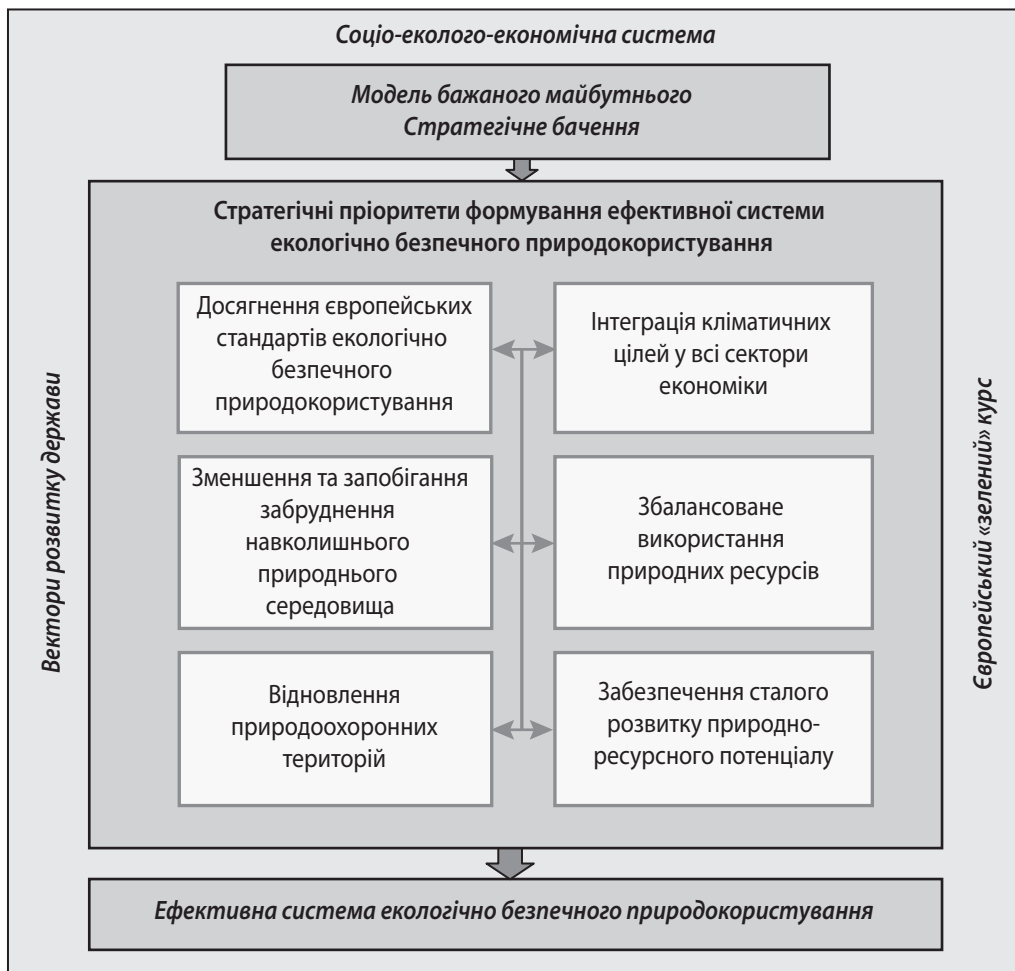 Соціо-еколого-економічна система
Модель бажаного майбутнього
Стратегічне бачення
Стратегічні пріоритети формування ефективної системи
екологічно безпечного природокористування
Досягнення європейських
стандартів екологічно
безпечного
природокористування
Інтеграція кліматичних
цілей у всі сектори
економіки
Зменшення та запобігання
забруднення
навколишнього
природнього
середовища
Збалансоване
використання
природних ресурсів
Відновлення
природоохоронних
територій
Забезпечення сталого
розвитку природно-
ресурсного потенціалу
Вектори розвитку держави
Європейський «зелений» курс
Ефективна система екологічно безпечного природокористування